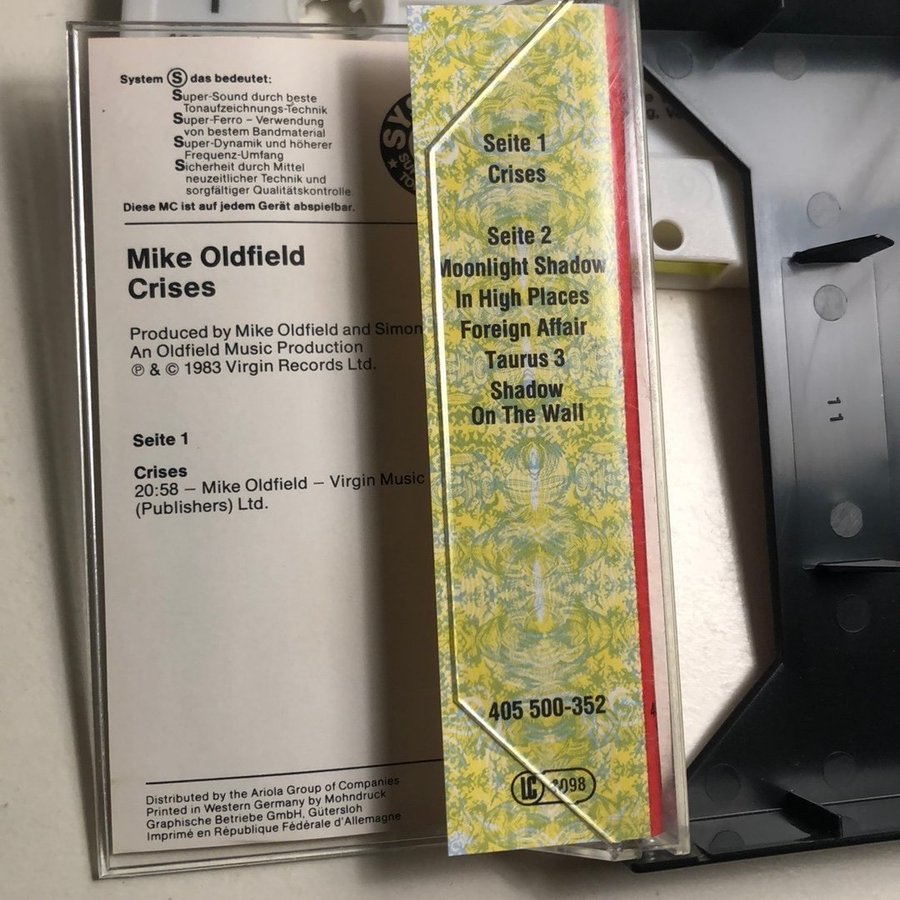 System Ⓢ das bedeutet:
Super-Sound durch beste
Tonaufzeichnungs-Technik
Super-Ferro – Verwendung
von bestem Bandmaterial
Super-Dynamik und höherer
Frequenz-Umfang
Sicherheit durch Mittel
neuzeitlicher Technik und
sorgfältiger Qualitätskontrolle
Diese MC ist auf jedem Gerät abspielbar.
Mike Oldfield
Crises
Produced by Mike Oldfield and Simon
An Oldfield Music Production
℗ & © 1983 Virgin Records Ltd.
Seite 1
Crises
20:58 – Mike Oldfield – Virgin Music
(Publishers) Ltd.
Distributed by the Ariola Group of Companies
Printed in Western Germany by Mohndruck
Graphische Betriebe GmbH, Gütersloh
Imprimé en République Fédérale d'Allemagne
Seite 1
Crises
Seite 2
Moonlight Shadow
In High Places
Foreign Affair
Taurus 3
Shadow
On The Wall
405 500-352
LC 3098
11